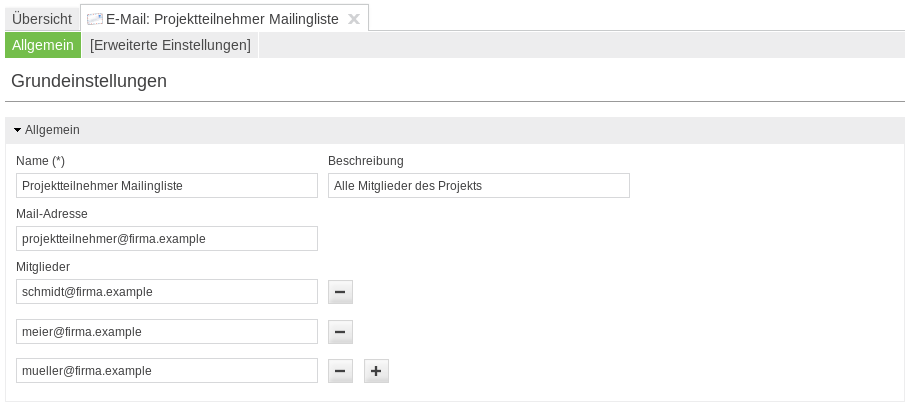 Übersicht E-Mail: Projektteilnehmer Mailingliste
Allgemein [Erweiterte Einstellungen]
Grundeinstellungen
Allgemein
Name (*) Beschreibung
Projektteilnehmer Mailingliste Alle Mitglieder des Projekts
Mail-Adresse
projektteilnehmer@firma.example
Mitglieder
schmidt@firma.example
meier@firma.example
mueller@firma.example